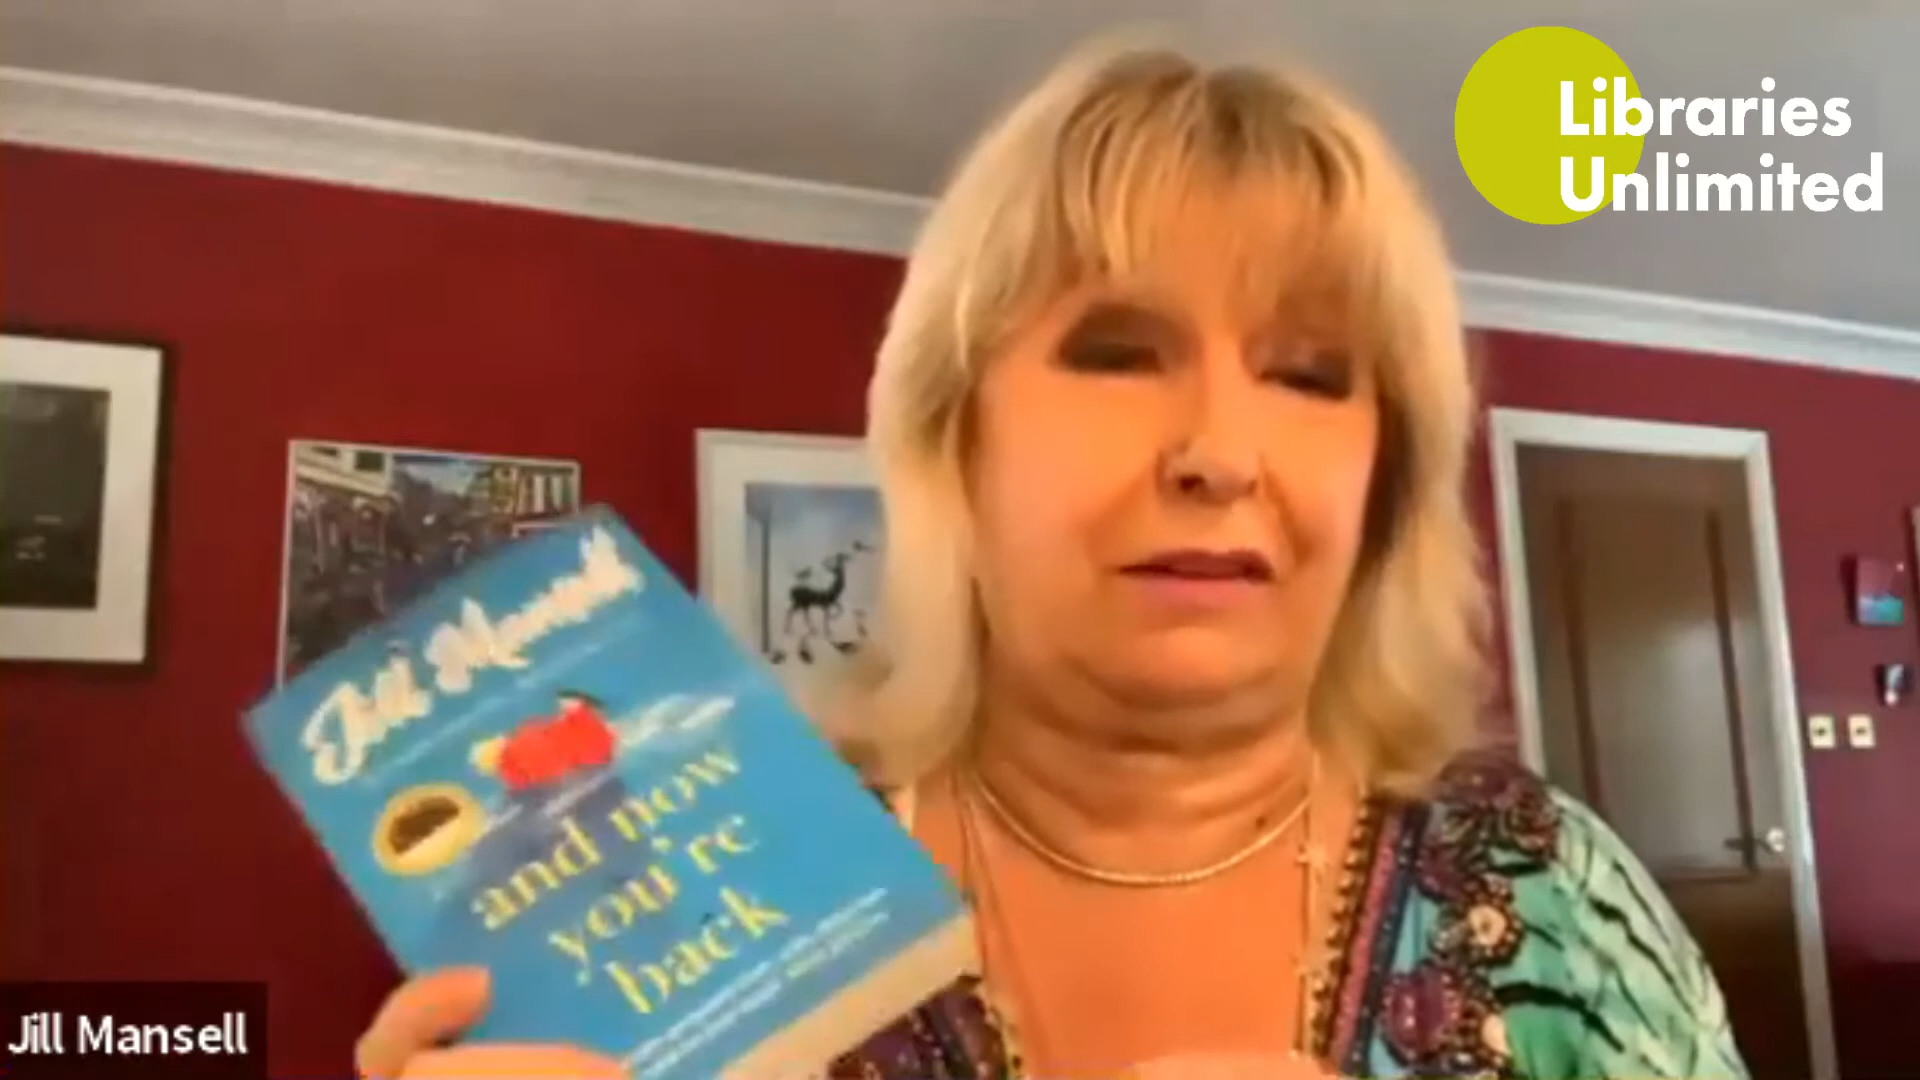 Libraries
Unlimited
Jill Mansell
and now
you're
back
Jill Mansell